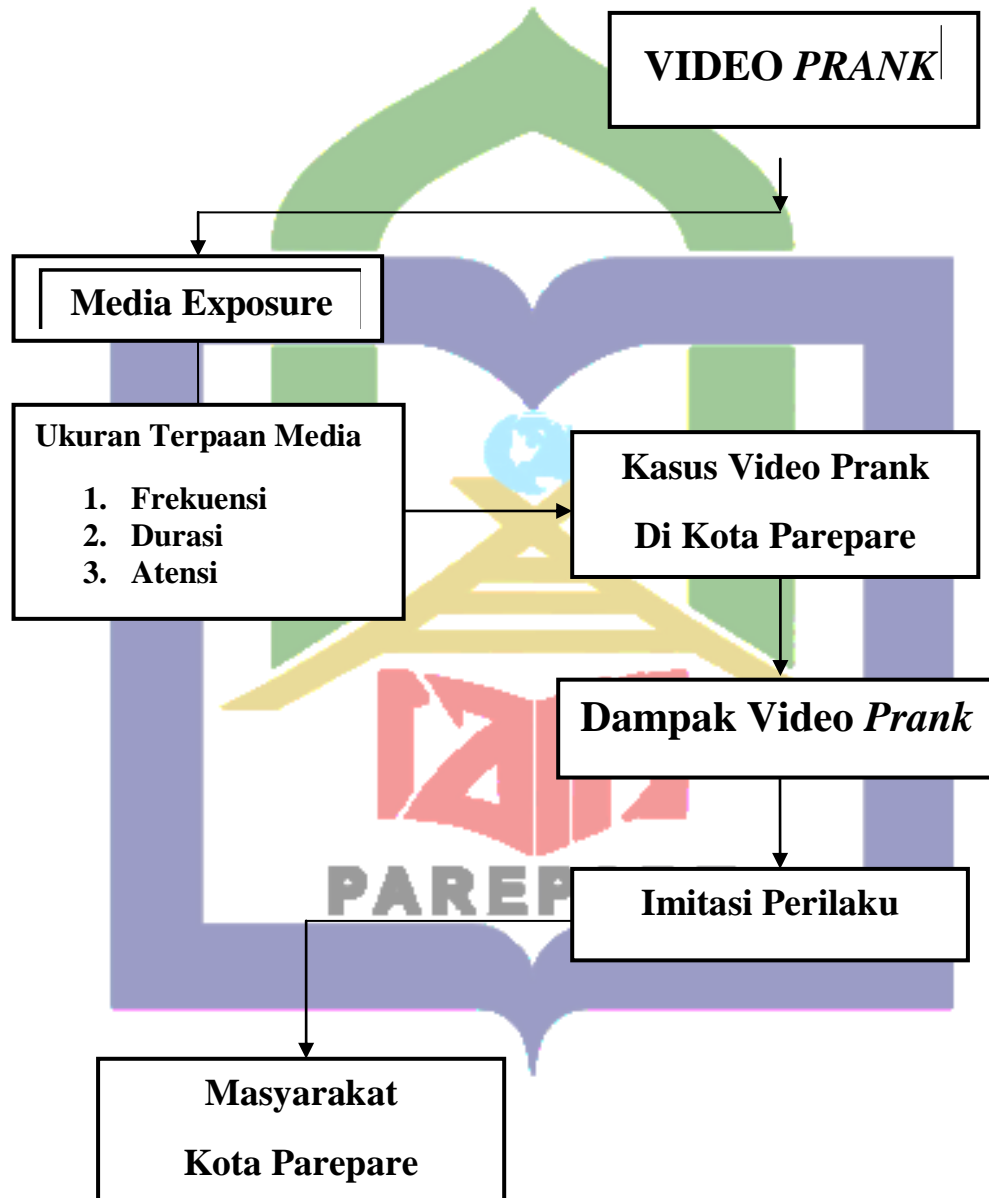 VIDEO PRANK
Media Exposure
Ukuran Terpaan Media
1. Frekuensi
2. Durasi
3. Atensi
Kasus Video Prank
Di Kota Parepare
Dampak Video Prank
Imitasi Perilaku
Masyarakat
Kota Parepare